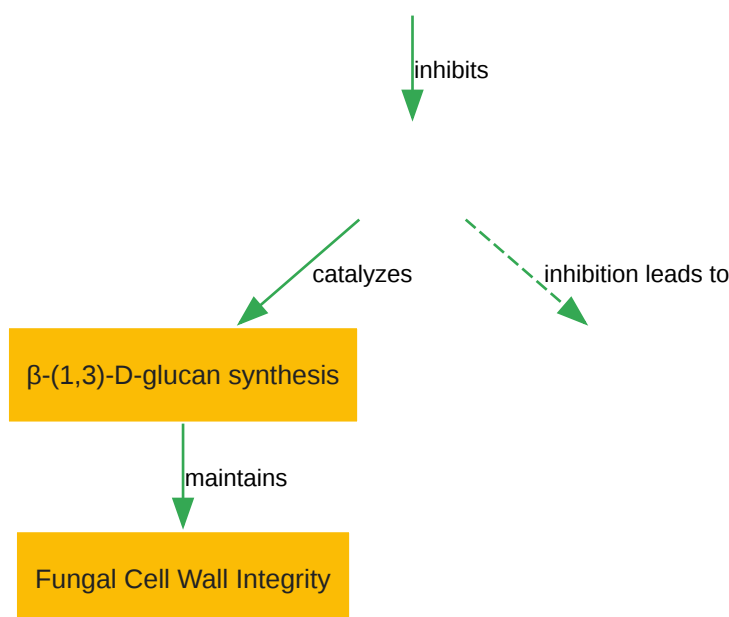 inhibits
catalyzes
inhibition leads to
β-(1,3)-D-glucan synthesis
maintains
Fungal Cell Wall Integrity